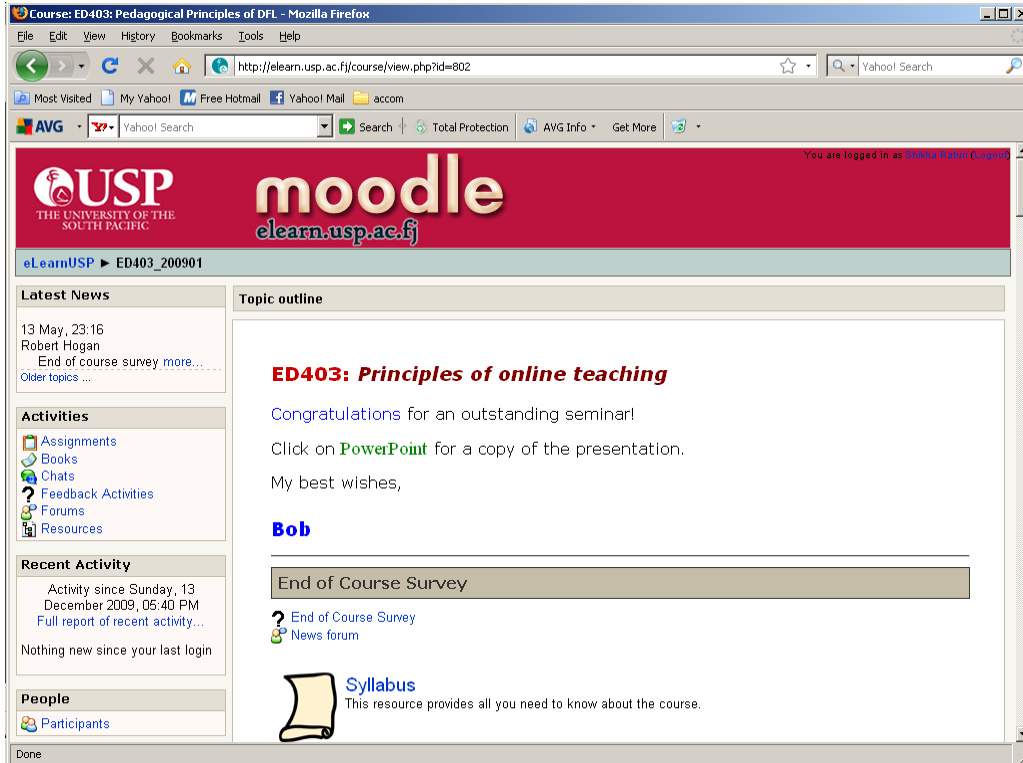 Course: ED403: Pedagogical Principles of DFL - Mozilla Firefox
File Edit View History Bookmarks Tools Help
http://elearn.usp.ac.fj/course/view.php?id=802
Yahoo! Search
Most Visited My Yahoo! Free Hotmail Yahoo! Mail accom
AVG Yahoo! Search Search Total Protection AVG Info Get More
You are logged in as Shikha Raturi (Logout)
USP
THE UNIVERSITY OF THE
SOUTH PACIFIC
moodle
elearn.usp.ac.fj
eLearnUSP ► ED403_200901
Latest News
13 May, 23:16
Robert Hogan
End of course survey more...
Older topics ...
Activities
Assignments
Books
Chats
Feedback Activities
Forums
Resources
Recent Activity
Activity since Sunday, 13
December 2009, 05:40 PM
Full report of recent activity...
Nothing new since your last login
People
Participants
Topic outline
ED403: Principles of online teaching
Congratulations for an outstanding seminar!
Click on PowerPoint for a copy of the presentation.
My best wishes,
Bob
End of Course Survey
End of Course Survey
News forum
Syllabus
This resource provides all you need to know about the course.
Done